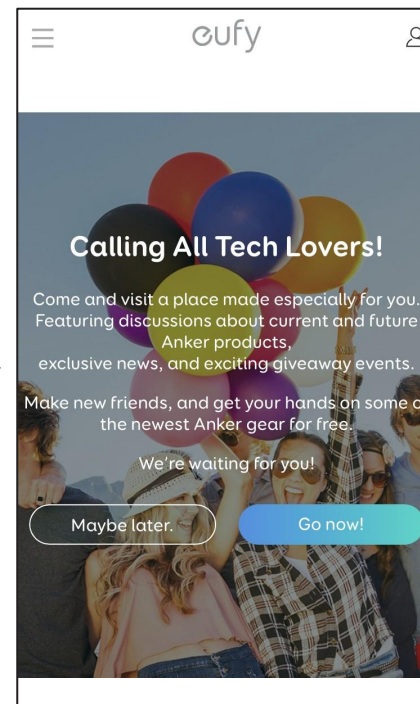 eufy
Calling All Tech Lovers!
Come and visit a place made especially for you.
Featuring discussions about current and future
Anker products,
exclusive news, and exciting giveaway events.
Make new friends, and get your hands on some o
the newest Anker gear for free.
We're waiting for you!
Maybe later.
Go now!